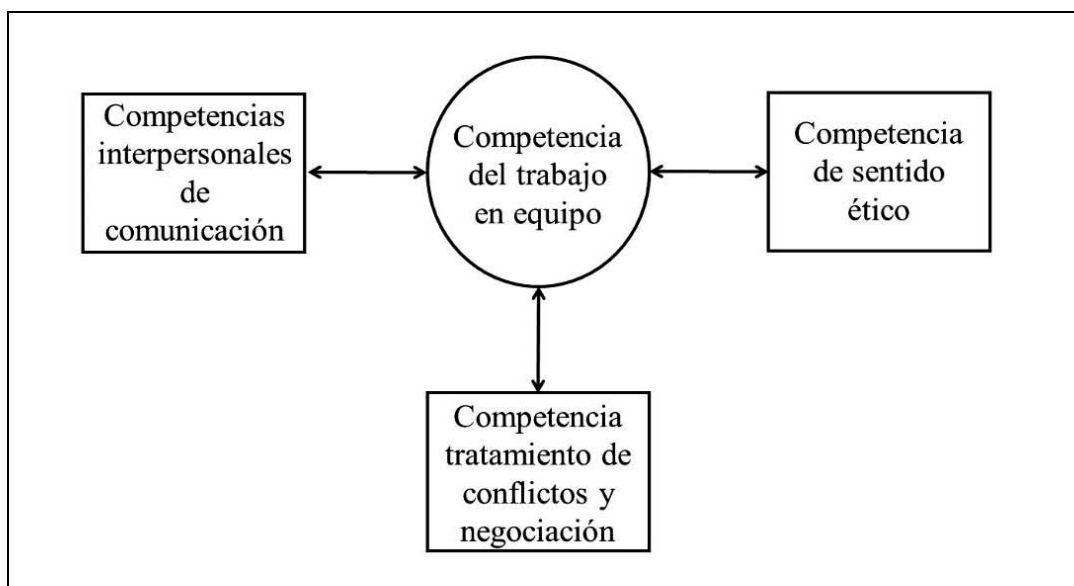 Competencias
interpersonales
de
comunicación
Competencia
del trabajo
en equipo
Competencia
de sentido
ético
Competencia
tratamiento de
conflictos y
negociación